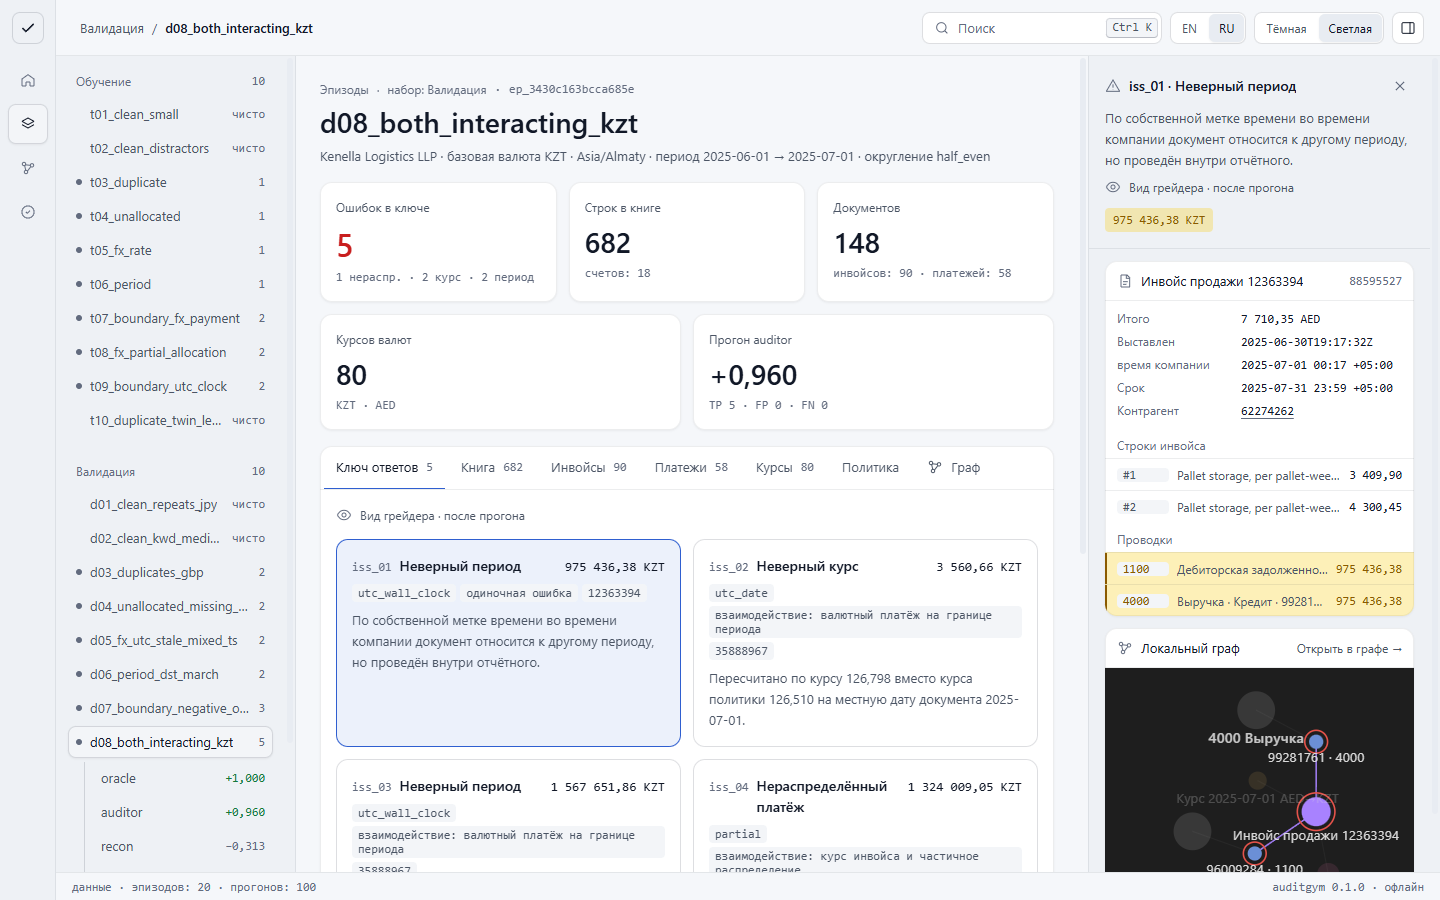 Валидация / d08_both_interacting_kzt
Поиск
Ctrl K
EN
RU
Тёмная
Светлая
Обучение 10
t01_clean_small чисто
t02_clean_distractors чисто
t03_duplicate 1
t04_unallocated 1
t05_fx_rate 1
t06_period 1
t07_boundary_fx_payment 2
t08_fx_partial_allocation 2
t09_boundary_utc_clock 2
t10_duplicate_twin_le... чисто
Валидация 10
d01_clean_repeats_jpy чисто
d02_clean_kwd_medi... чисто
d03_duplicates_gbp 2
d04_unallocated_missing_... 2
d05_fx_utc_stale_mixed_ts 2
d06_period_dst_march 2
d07_boundary_negative_o... 3
d08_both_interacting_kzt 5
oracle +1,000
auditor +0,960
recon −0,313
Эпизоды · набор: Валидация · ep_3430c163bcca685e
d08_both_interacting_kzt
Kenella Logistics LLP · базовая валюта KZT · Asia/Almaty · период 2025-06-01 → 2025-07-01 · округление half_even
Ошибок в ключе
5
1 нераспр. · 2 курс · 2 период
Строк в книге
682
счетов: 18
Документов
148
инвойсов: 90 · платежей: 58
Курсов валют
80
KZT · AED
Прогон auditor
+0,960
TP 5 · FP 0 · FN 0
Ключ ответов 5
Книга 682
Инвойсы 90
Платежи 58
Курсы 80
Политика
Граф
Вид грейдера · после прогона
iss_01 Неверный период 975 436,38 KZT
utc_wall_clock одиночная ошибка 12363394
По собственной метке времени во времени
компании документ относится к другому периоду,
но проведён внутри отчётного.
iss_02 Неверный курс 3 560,66 KZT
utc_date
взаимодействие: валютный платёж на границе
периода
35888967
Пересчитано по курсу 126,798 вместо курса
политики 126,510 на местную дату документа 2025-
07-01.
iss_03 Неверный период 1 567 651,86 KZT
utc_wall_clock
взаимодействие: валютный платёж на границе
периода
35888967
iss_04 Нераспределённый
платёж
1 324 009,05 KZT
partial
взаимодействие: курс инвойса и частичное
распределение
iss_01 · Неверный период
По собственной метке времени во времени
компании документ относится к другому периоду,
но проведён внутри отчётного.
Вид грейдера · после прогона
975 436,38 KZT
Инвойс продажи 12363394 88595527
Итого 7 710,35 AED
Выставлен 2025-06-30T19:17:32Z
время компании 2025-07-01 00:17 +05:00
Срок 2025-07-31 23:59 +05:00
Контрагент 62274262
Строки инвойса
#1 Pallet storage, per pallet-wee... 3 409,90
#2 Pallet storage, per pallet-wee... 4 300,45
Проводки
1100 Дебиторская задолженно... 975 436,38
4000 Выручка · Кредит · 99281... 975 436,38
Локальный граф
Открыть в графе →
4000 Выручка
99281761 · 4000
Курс 2025-07-01 AED→KZT
Инвойс продажи 12363394
96009284 · 1100
данные · эпизодов: 20 · прогонов: 100
auditgym 0.1.0 · офлайн